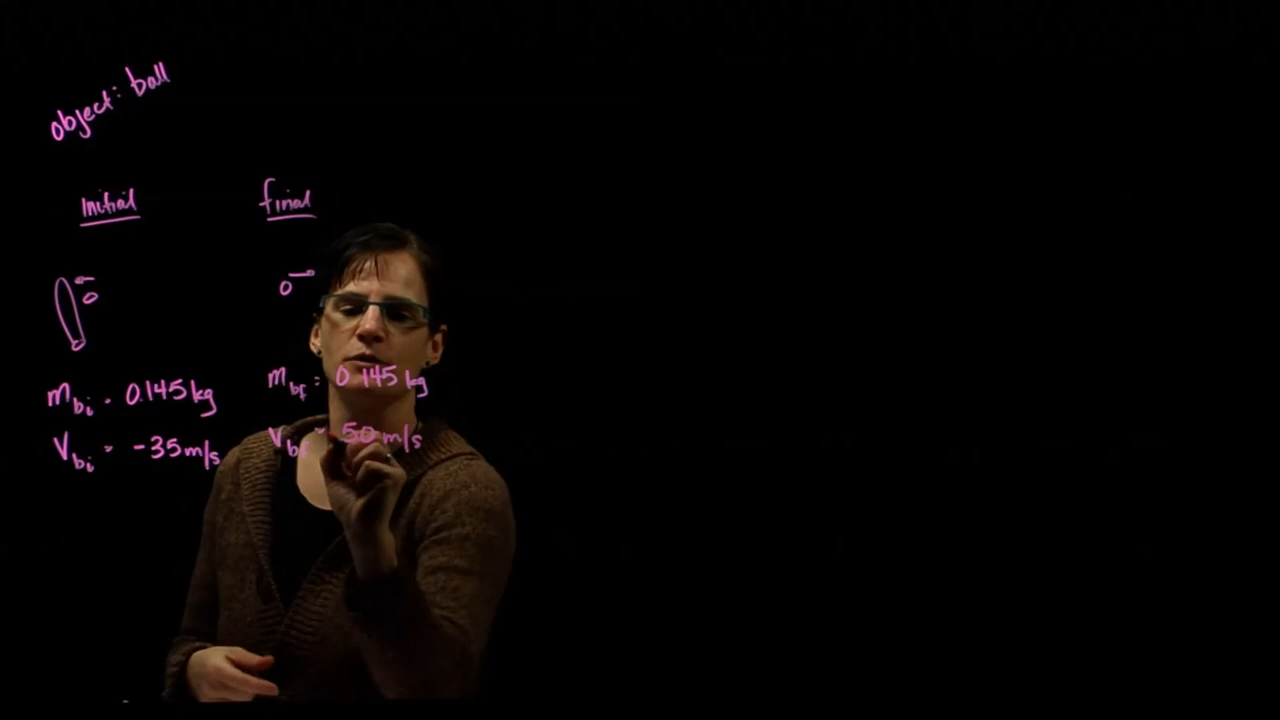 object: ball
Initial
final
m_bi = 0.145 kg
m_bf = 0.145 kg
V_bi = -35 m/s
V_bf = 50 m/s